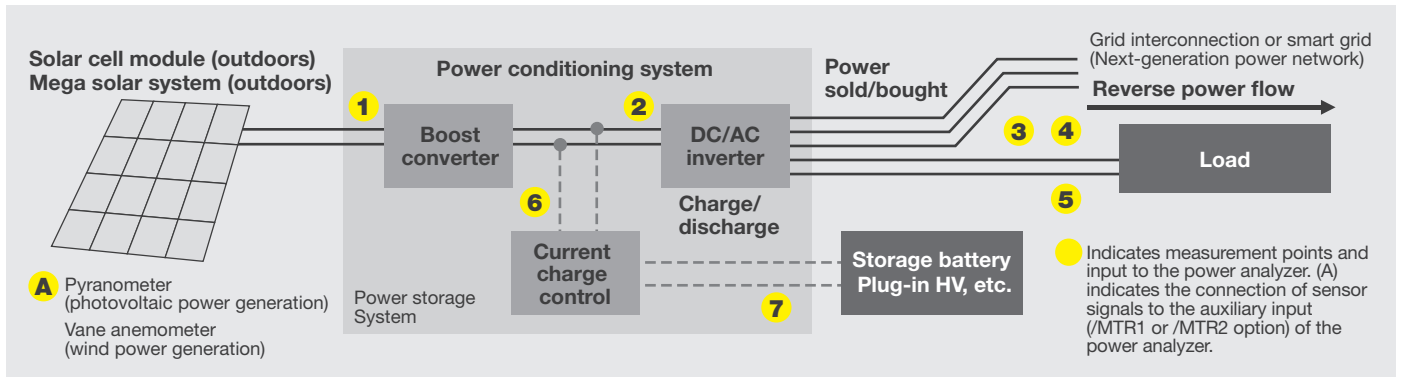 Solar cell module (outdoors)
Mega solar system (outdoors)
A
Pyranometer
(photovoltaic power generation)
Vane anemometer
(wind power generation)
Power conditioning system
1
Boost
converter
2
DC/AC
inverter
6
Charge/
discharge
Current
charge
control
Power storage
System
7
Storage battery
Plug-in HV, etc.
Power
sold/bought
Grid interconnection or smart grid
(Next-generation power network)
Reverse power flow
3
4
Load
5
Indicates measurement points and
input to the power analyzer. (A)
indicates the connection of sensor
signals to the auxiliary input
(/MTR1 or /MTR2 option) of the
power analyzer.